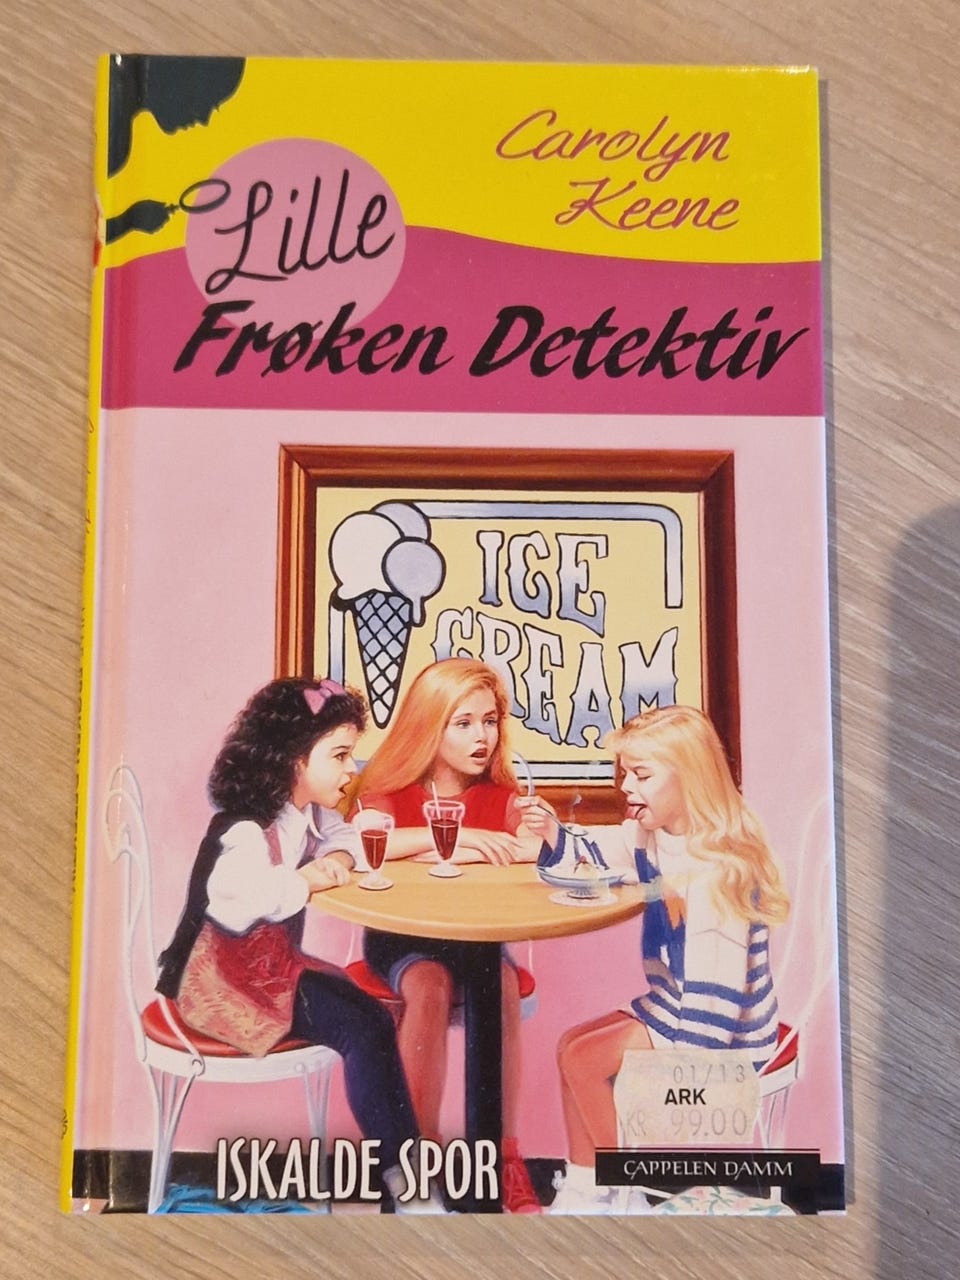 Carolyn
Keene
Lille
Frøken Detektiv
ICE
CREAM
01/13
ARK
KR 99.00
ISKALDE SPOR
CAPPELEN DAMM